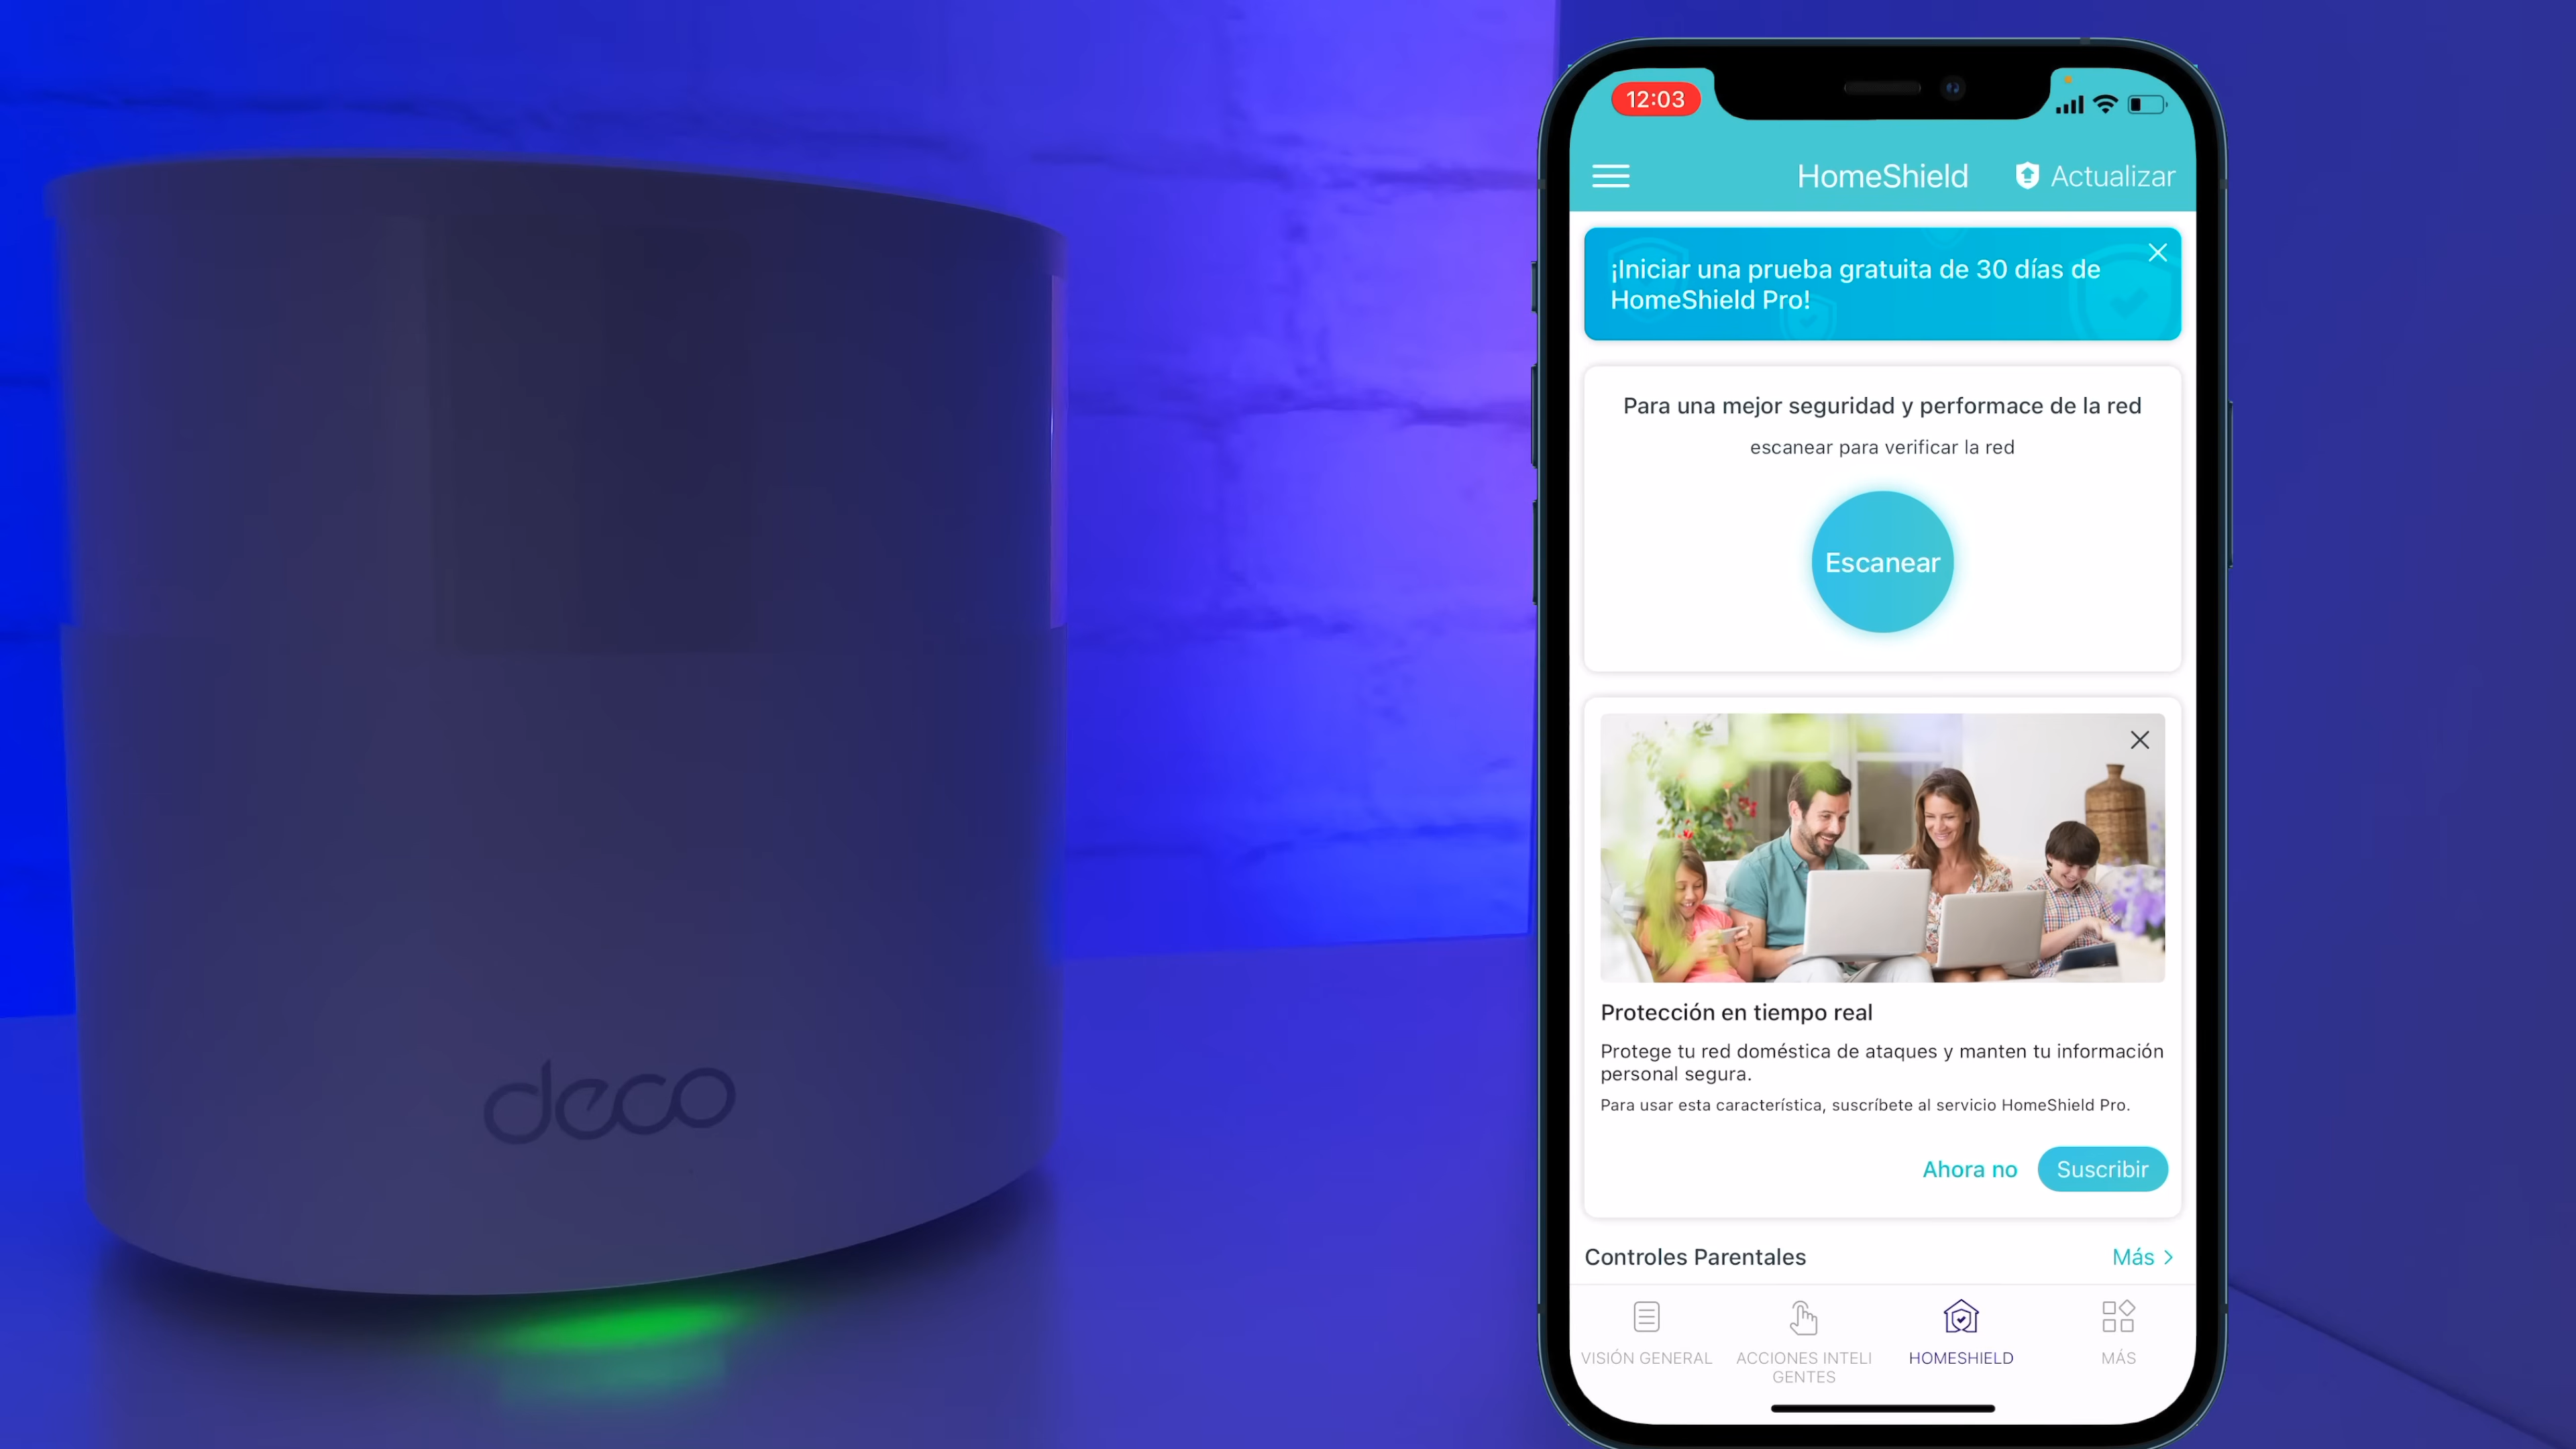 deco
12:03
HomeShield
Actualizar
¡Iniciar una prueba gratuita de 30 días de
HomeShield Pro!
Para una mejor seguridad y performace de la red
escanear para verificar la red
Escanear
Protección en tiempo real
Protege tu red doméstica de ataques y manten tu información
personal segura.
Para usar esta característica, suscríbete al servicio HomeShield Pro.
Ahora no
Suscribir
Controles Parentales
Más >
VISIÓN GENERAL
ACCIONES INTELI
GENTES
HOMESHIELD
MÁS